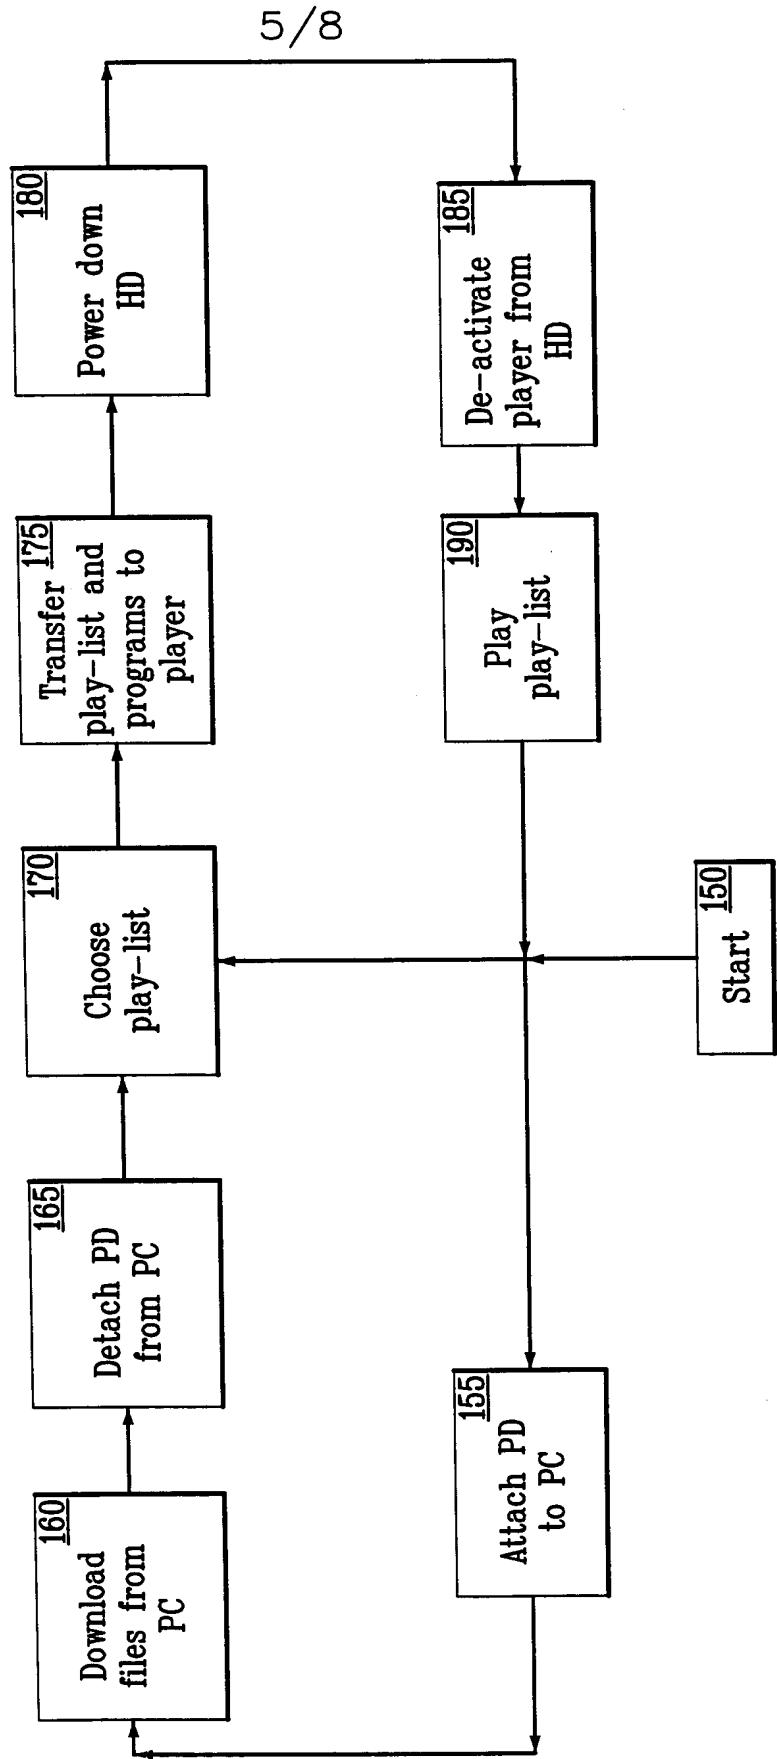 5/8
160
Download
files from
PC
165
Detach PD
from PC
170
Choose
play-list
175
Transfer
play-list and
programs to
player
180
Power down
HD
155
Attach PD
to PC
190
Play
play-list
185
De-activate
player from
HD
150
Start